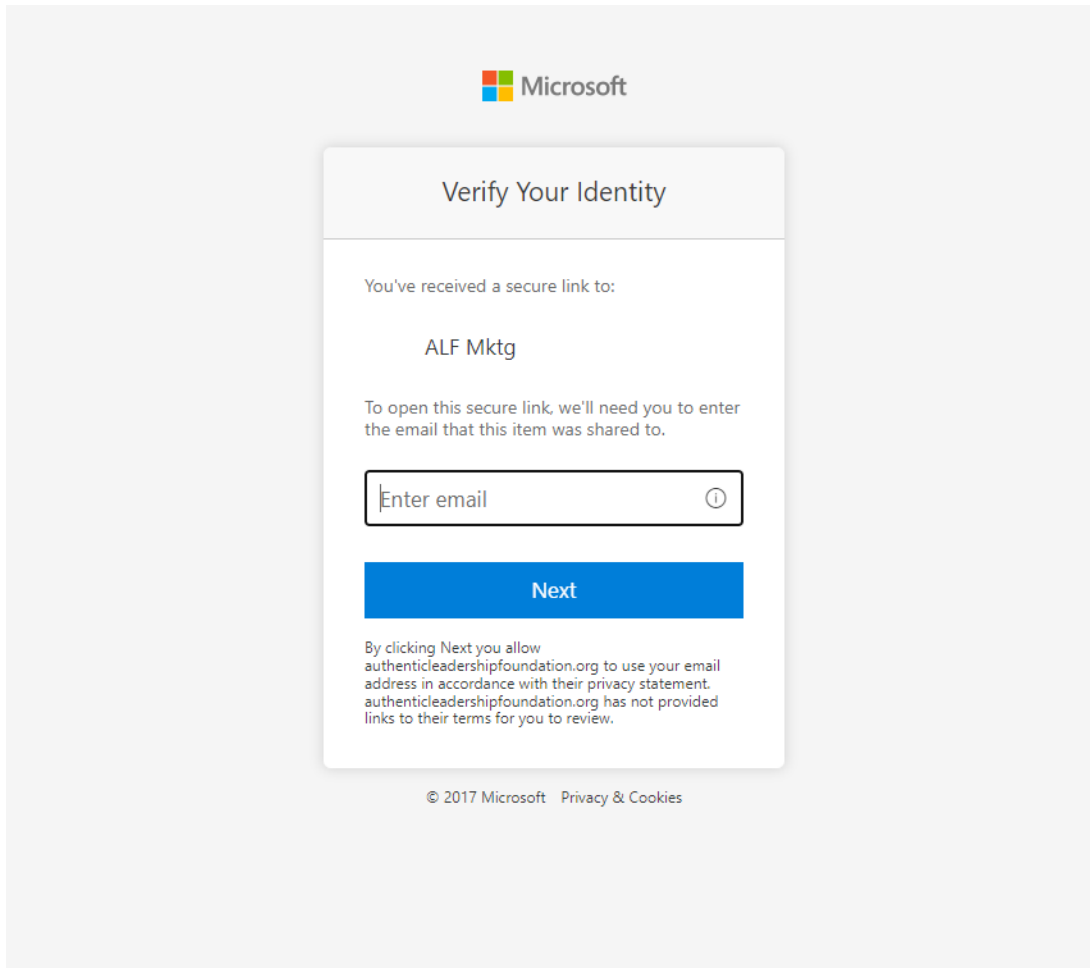 Microsoft
Verify Your Identity
You've received a secure link to:
ALF Mktg
To open this secure link, we'll need you to enter
the email that this item was shared to.
Enter email
Next
By clicking Next you allow
authenticleadershipfoundation.org to use your email
address in accordance with their privacy statement.
authenticleadershipfoundation.org has not provided
links to their terms for you to review.
© 2017 Microsoft Privacy & Cookies